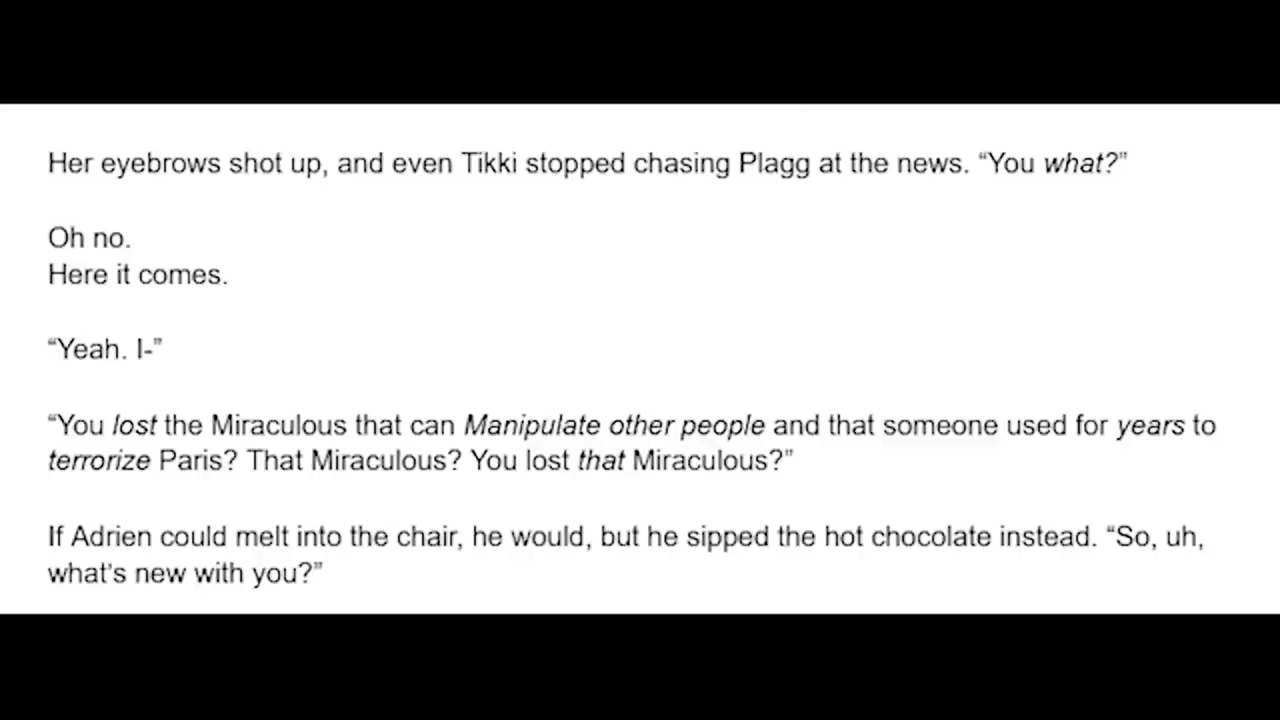 Her eyebrows shot up, and even Tikki stopped chasing Plagg at the news. “You what?”
Oh no.
Here it comes.
“Yeah. I-”
“You lost the Miraculous that can Manipulate other people and that someone used for years to
terrorize Paris? That Miraculous? You lost that Miraculous?”
If Adrien could melt into the chair, he would, but he sipped the hot chocolate instead. “So, uh,
what’s new with you?”